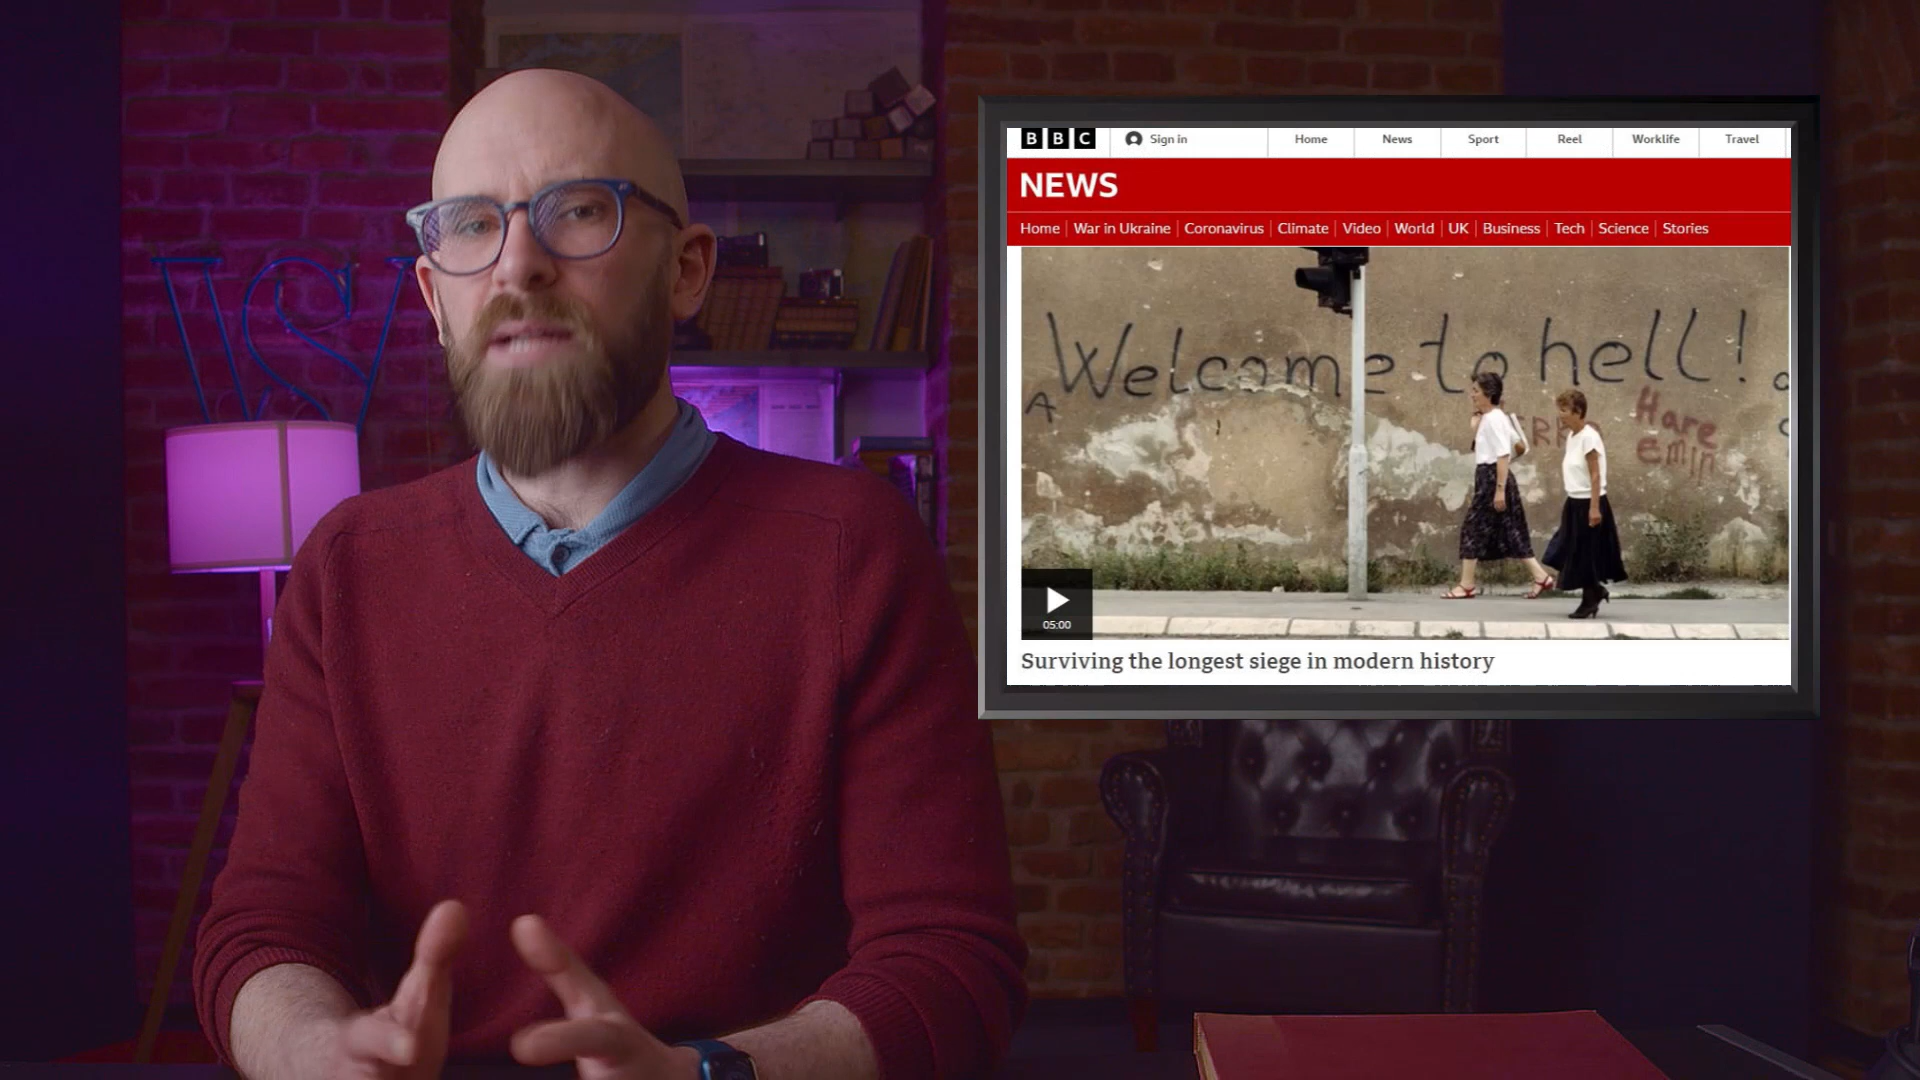 BBC Sign in Home News Sport Reel Worklife Travel
NEWS
Home War in Ukraine Coronavirus Climate Video World UK Business Tech Science Stories
Welcome to hell!
A
Hare
emin
05:00
Surviving the longest siege in modern history